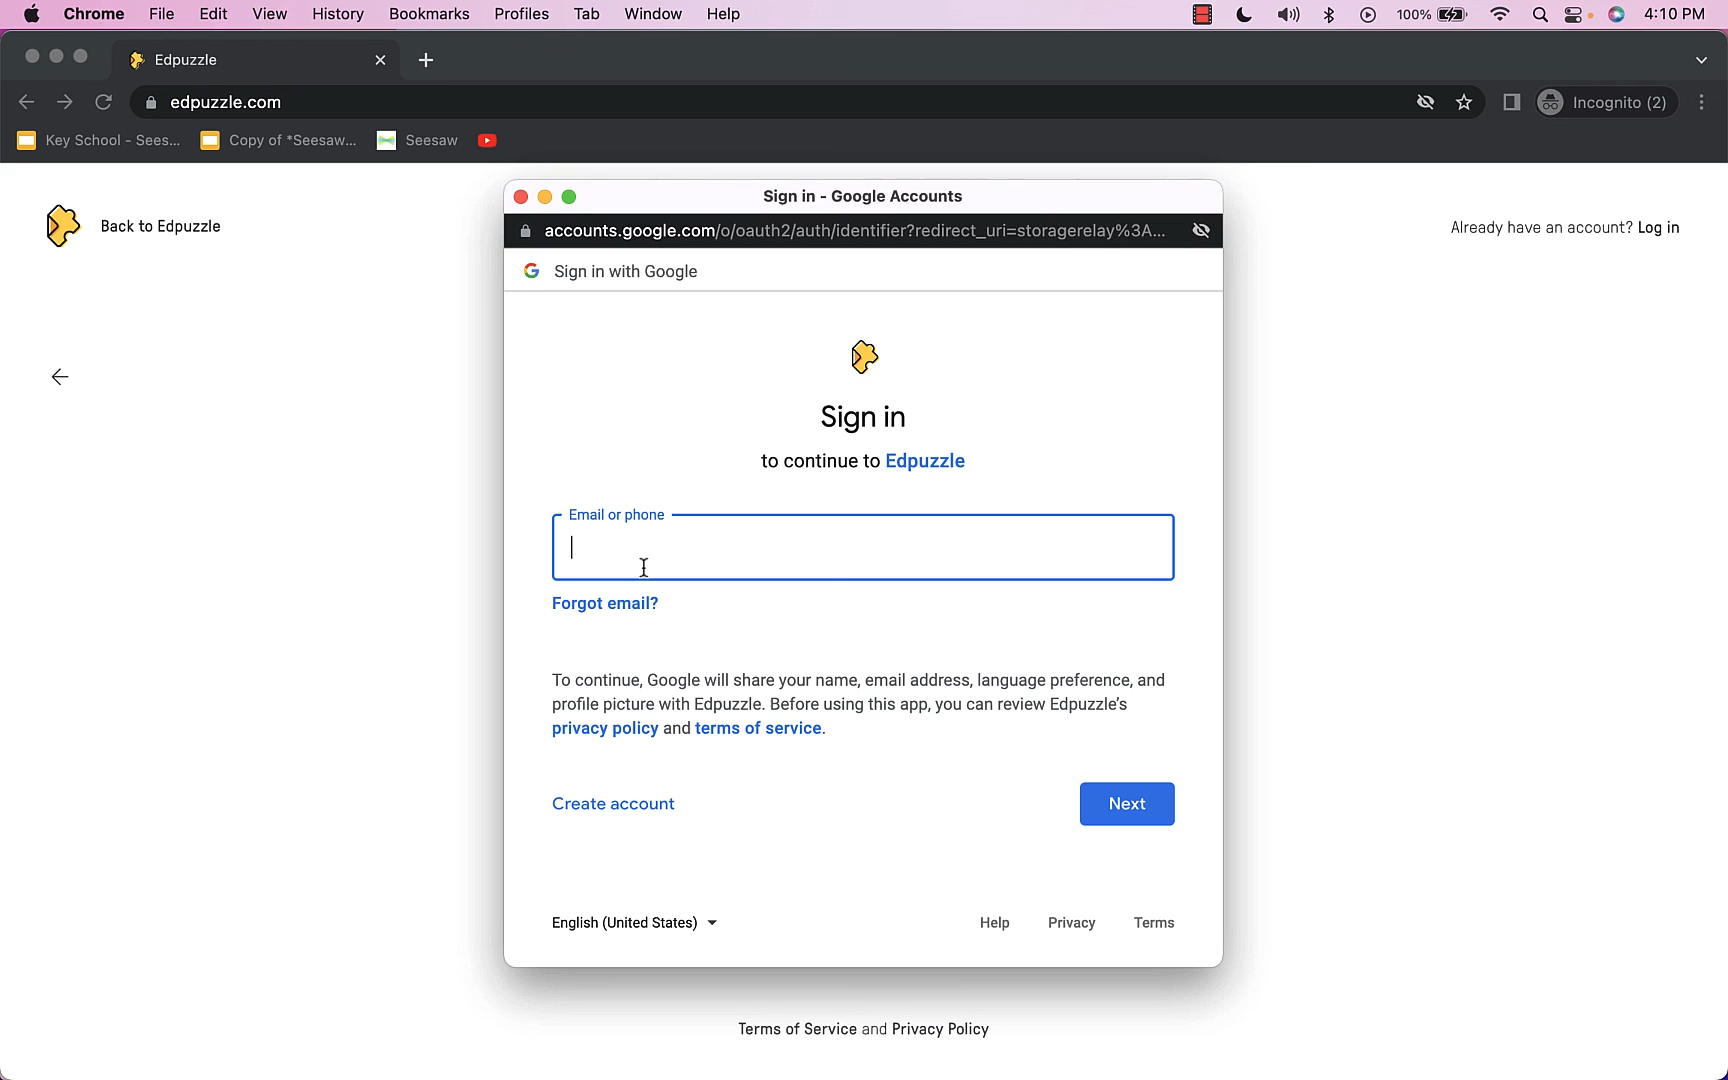 Chrome File Edit View History Bookmarks Profiles Tab Window Help 100% 4:10 PM
Edpuzzle
edpuzzle.com Incognito (2)
Key School - Sees... Copy of *Seesaw... Seesaw
Sign in - Google Accounts
accounts.google.com/o/oauth2/auth/identifier?redirect_uri=storagerelay%3A...
Back to Edpuzzle
Already have an account? Log in
Sign in with Google
Sign in
to continue to Edpuzzle
Email or phone
Forgot email?
To continue, Google will share your name, email address, language preference, and
profile picture with Edpuzzle. Before using this app, you can review Edpuzzle's
privacy policy and terms of service.
Create account Next
English (United States) Help Privacy Terms
Terms of Service and Privacy Policy